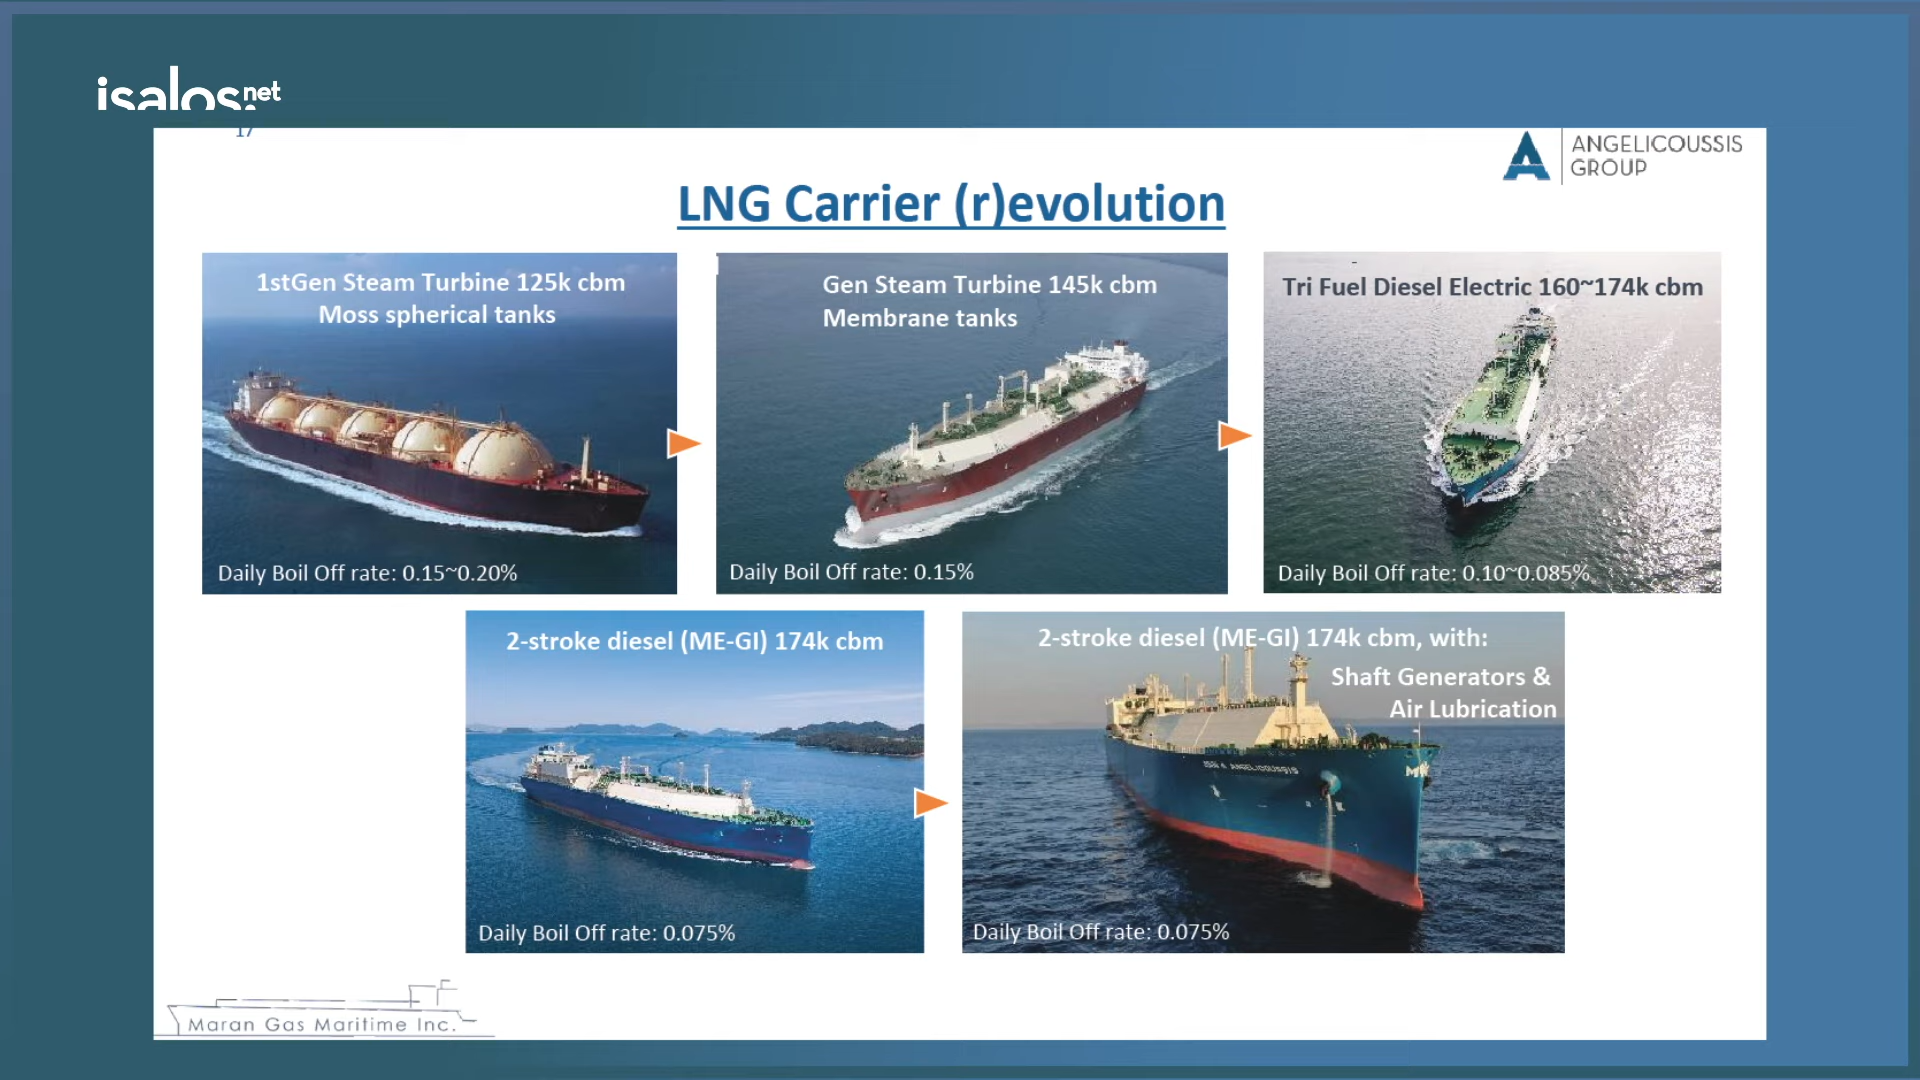 isalos.net
17
ANGELICOUSSIS
GROUP
LNG Carrier (r)evolution
1stGen Steam Turbine 125k cbm
Moss spherical tanks
Daily Boil Off rate: 0.15~0.20%
Gen Steam Turbine 145k cbm
Membrane tanks
Daily Boil Off rate: 0.15%
Tri Fuel Diesel Electric 160~174k cbm
Daily Boil Off rate: 0.10~0.085%
2-stroke diesel (ME-GI) 174k cbm
Daily Boil Off rate: 0.075%
2-stroke diesel (ME-GI) 174k cbm, with:
Shaft Generators &
Air Lubrication
ANGELICOUSSIS
Daily Boil Off rate: 0.075%
Maran Gas Maritime Inc.